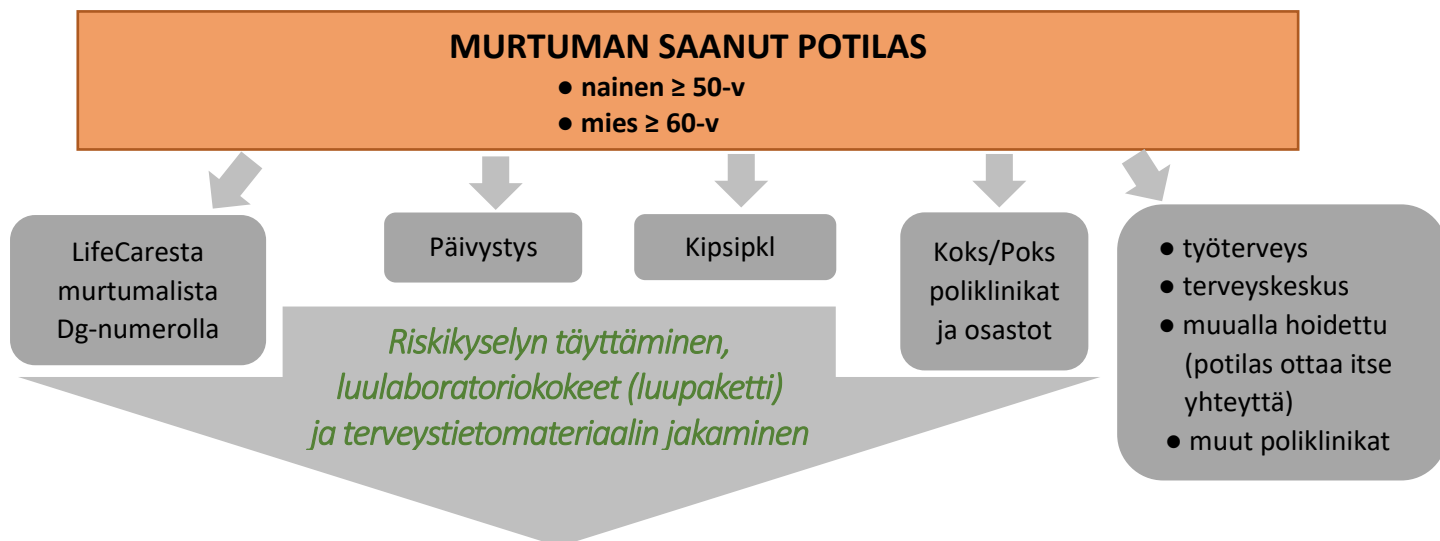 MURTUMAN SAANUT POTILAS
● nainen ≥ 50-v
● mies ≥ 60-v
LifeCaresta
murtumalista
Dg-numerolla
Päivystys
Kipsipkl
Koks/Poks
poliklinikat
ja osastot
● työterveys
● terveyskeskus
● muualla hoidettu
(potilas ottaa itse
yhteyttä)
● muut poliklinikat
Riskikyselyn täyttäminen,
luulaboratoriokokeet (luupaketti)
ja terveystietomateriaalin jakaminen